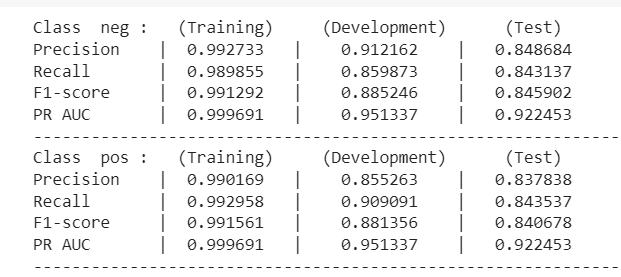 Class  neg :   (Training)      (Development)      (Test)
Precision    |  0.992733   |    0.912162    |   0.848684
Recall       |  0.989855   |    0.859873    |   0.843137
F1-score     |  0.991292   |    0.885246    |   0.845902
PR AUC       |  0.999691   |    0.951337    |   0.922453
------------------------------------------------------------
Class  pos :   (Training)      (Development)      (Test)
Precision    |  0.990169   |    0.855263    |   0.837838
Recall       |  0.992958   |    0.909091    |   0.843537
F1-score     |  0.991561   |    0.881356    |   0.840678
PR AUC       |  0.999691   |    0.951337    |   0.922453
------------------------------------------------------------